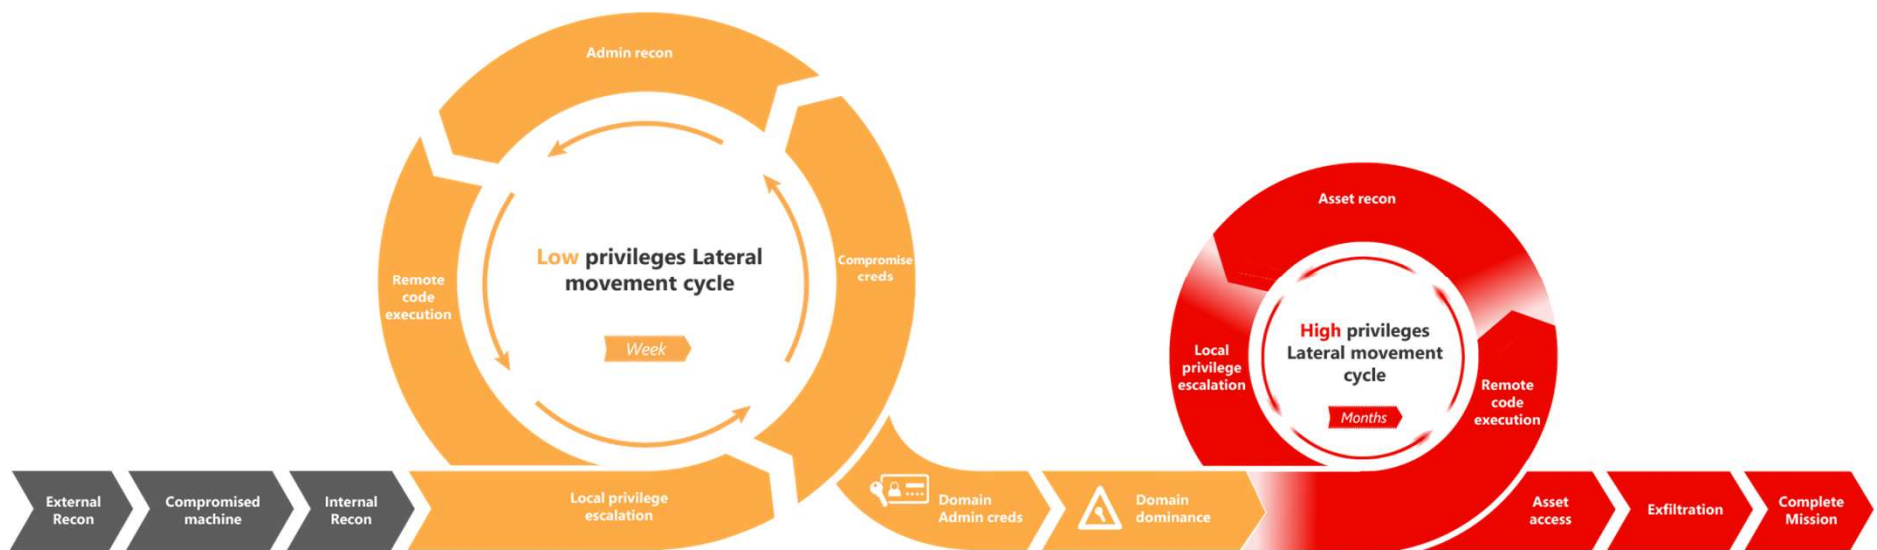 External
Recon
Compromised
machine
Internal
Recon
Local privilege
escalation
Compromise
creds
Admin recon
Remote
code
execution
Low privileges Lateral
movement cycle
Week
Domain
Admin creds
Domain
dominance
Remote
code
execution
Asset recon
Local
privilege
escalation
High privileges
Lateral movement
cycle
Months
Asset
access
Exfiltration
Complete
Mission